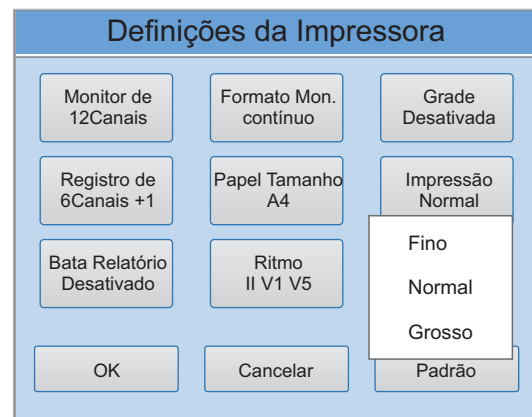 Definições da Impressora
Monitor de
12Canais
Formato Mon.
contínuo
Grade
Desativada
Registro de
6Canais +1
Papel Tamanho
A4
Impressão
Normal
Bata Relatório
Desativado
Ritmo
II V1 V5
Fino
Normal
Grosso
OK
Cancelar
Padrão